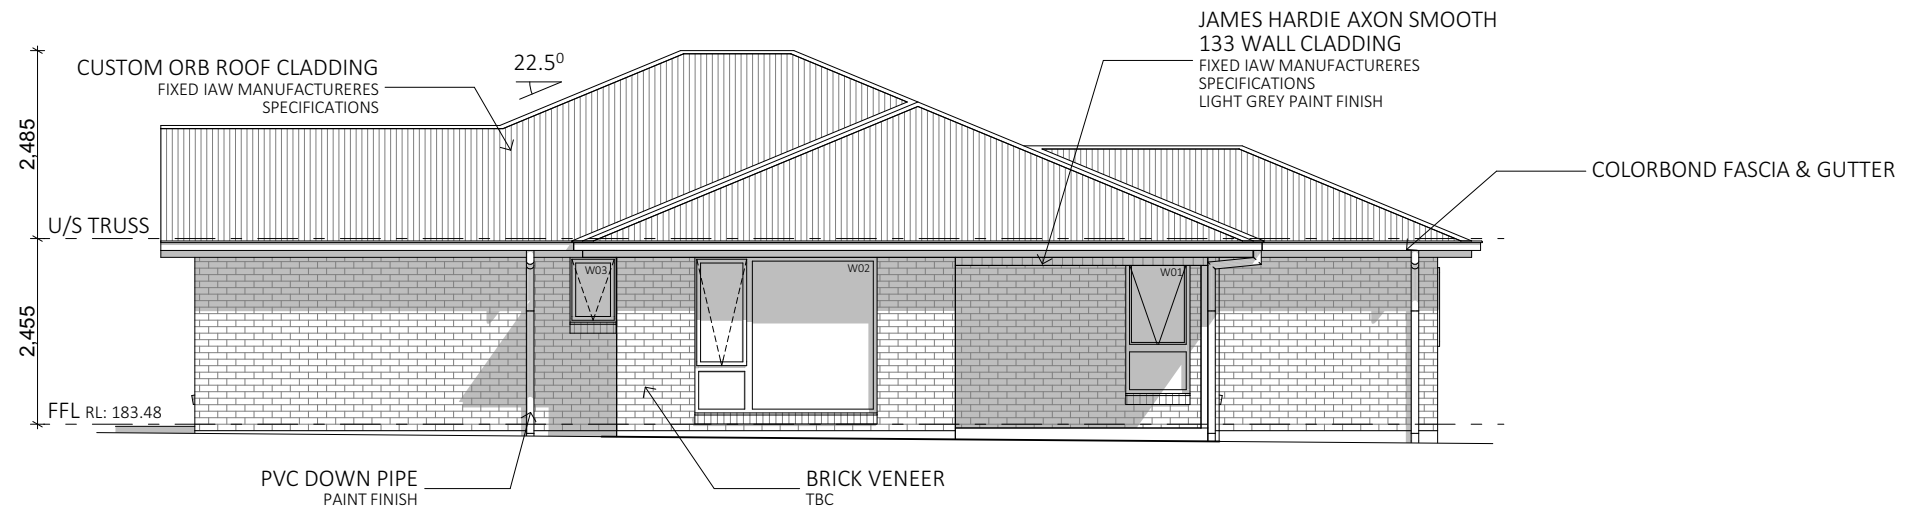 JAMES HARDIE AXON SMOOTH
133 WALL CLADDING
FIXED IAW MANUFACTURERES
SPECIFICATIONS
LIGHT GREY PAINT FINISH
CUSTOM ORB ROOF CLADDING
FIXED IAW MANUFACTURERES
SPECIFICATIONS
22.5⁰
2,485
COLORBOND FASCIA & GUTTER
U/S TRUSS
W03
W02
W01
2,455
FFL RL: 183.48
PVC DOWN PIPE
PAINT FINISH
BRICK VENEER
TBC